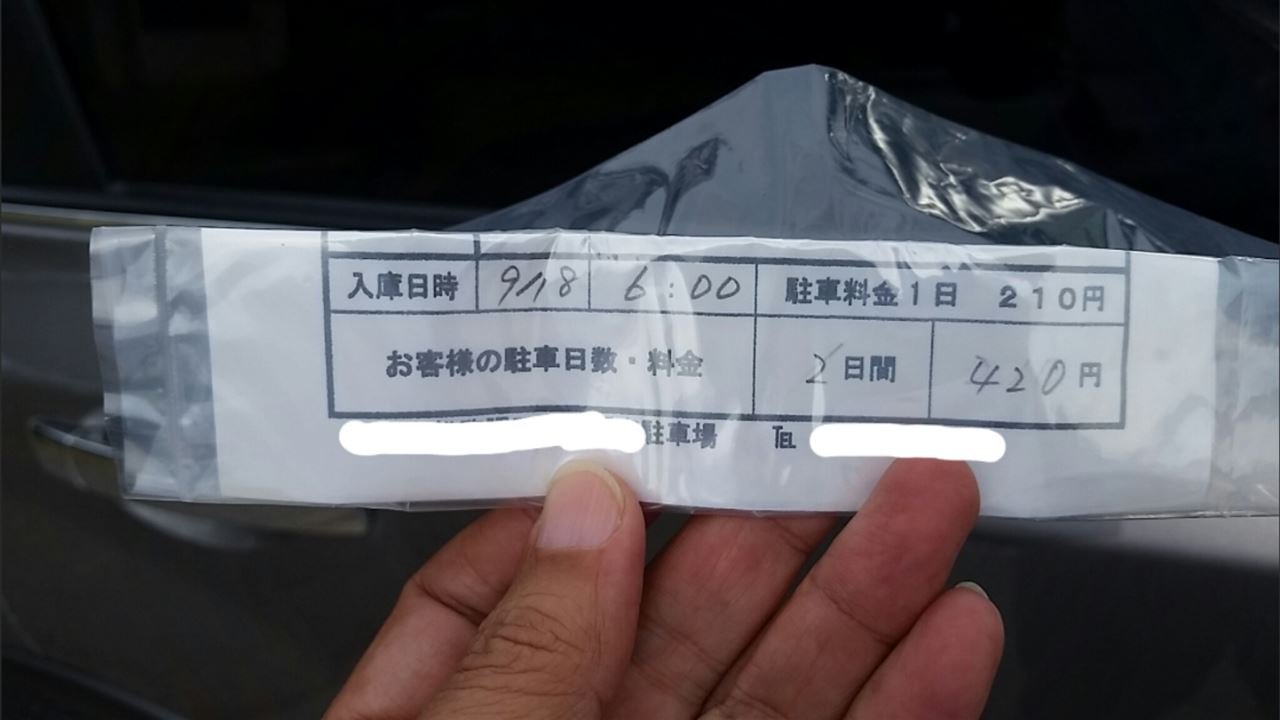 入庫日時 9/18 6:00 駐車料金1日 210円
お客様の駐車日数・料金 2日間 420円
駐車場 TEL